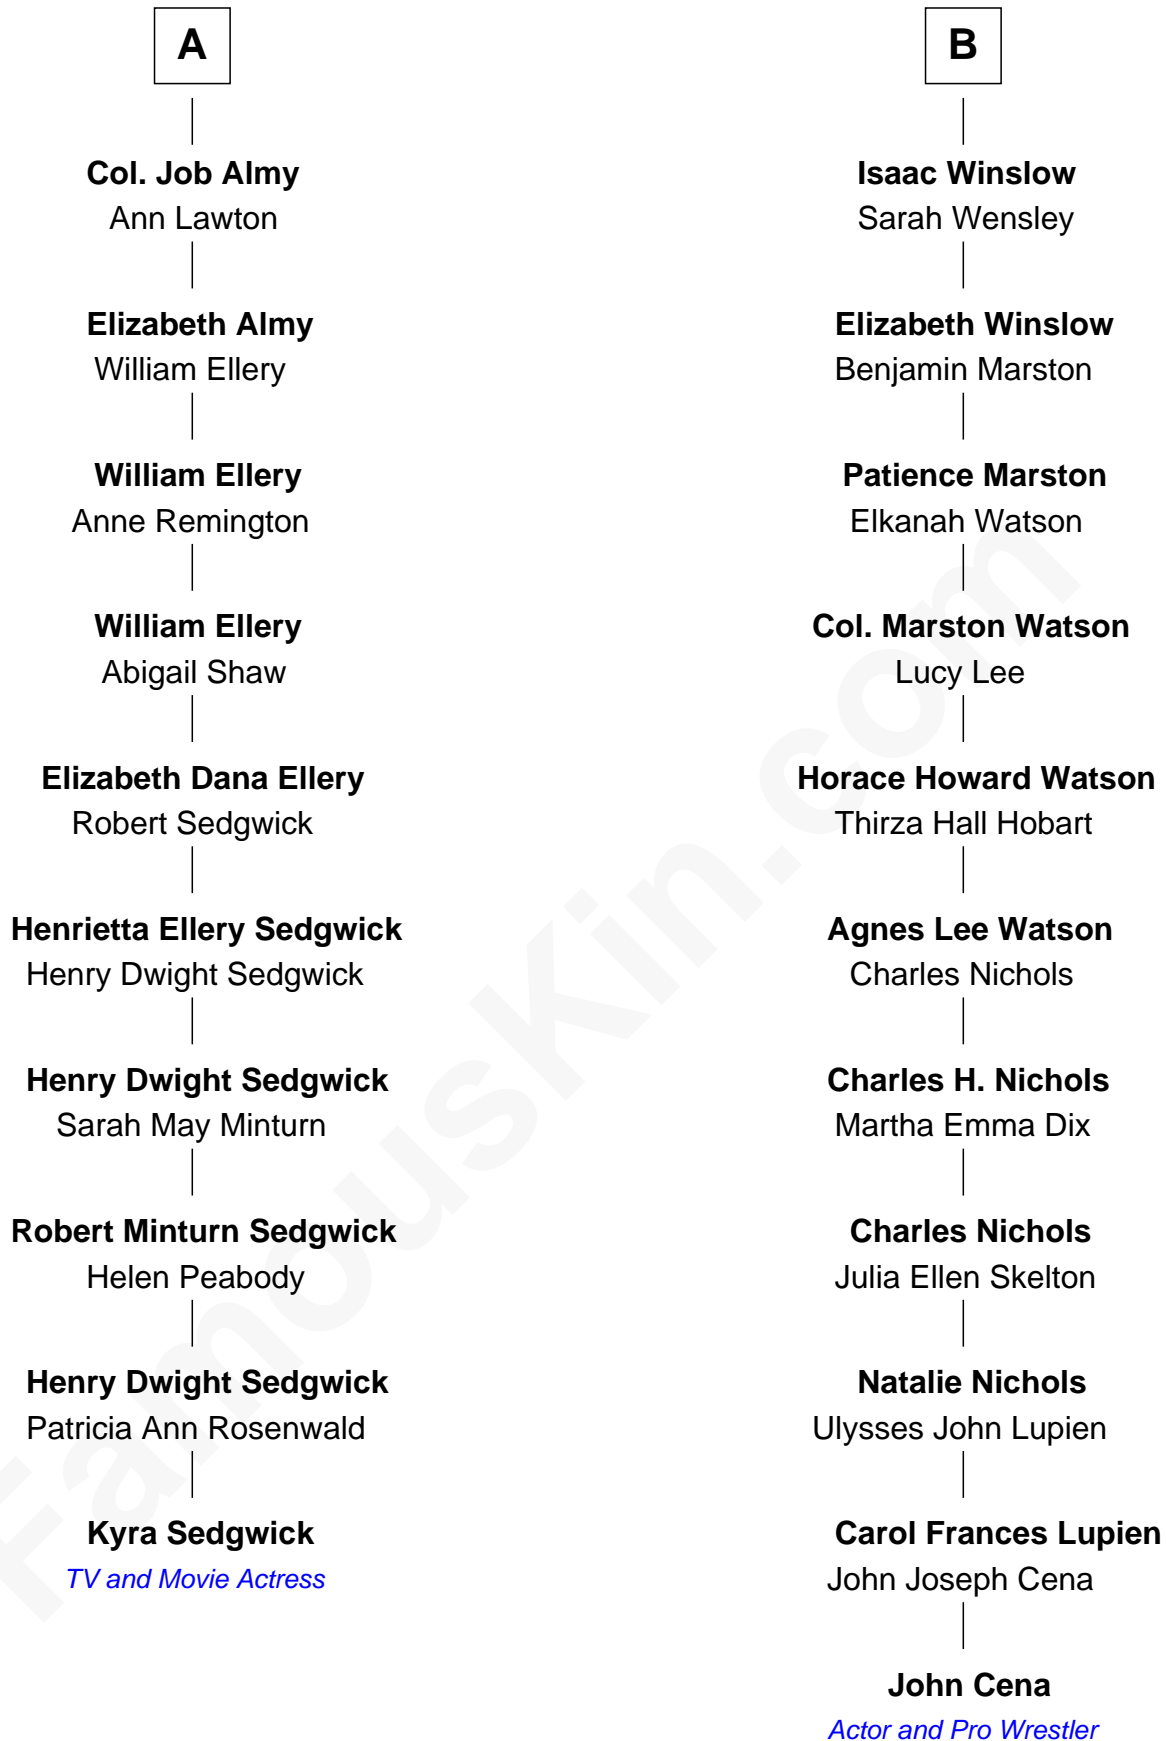 A
Col. Job Almy
Ann Lawton
Elizabeth Almy
William Ellery
William Ellery
Anne Remington
William Ellery
Abigail Shaw
Elizabeth Dana Ellery
Robert Sedgwick
Henrietta Ellery Sedgwick
Henry Dwight Sedgwick
Henry Dwight Sedgwick
Sarah May Minturn
Robert Minturn Sedgwick
Helen Peabody
Henry Dwight Sedgwick
Patricia Ann Rosenwald
Kyra Sedgwick
TV and Movie Actress
B
Isaac Winslow
Sarah Wensley
Elizabeth Winslow
Benjamin Marston
Patience Marston
Elkanah Watson
Col. Marston Watson
Lucy Lee
Horace Howard Watson
Thirza Hall Hobart
Agnes Lee Watson
Charles Nichols
Charles H. Nichols
Martha Emma Dix
Charles Nichols
Julia Ellen Skelton
Natalie Nichols
Ulysses John Lupien
Carol Frances Lupien
John Joseph Cena
John Cena
Actor and Pro Wrestler
FamousKin.com